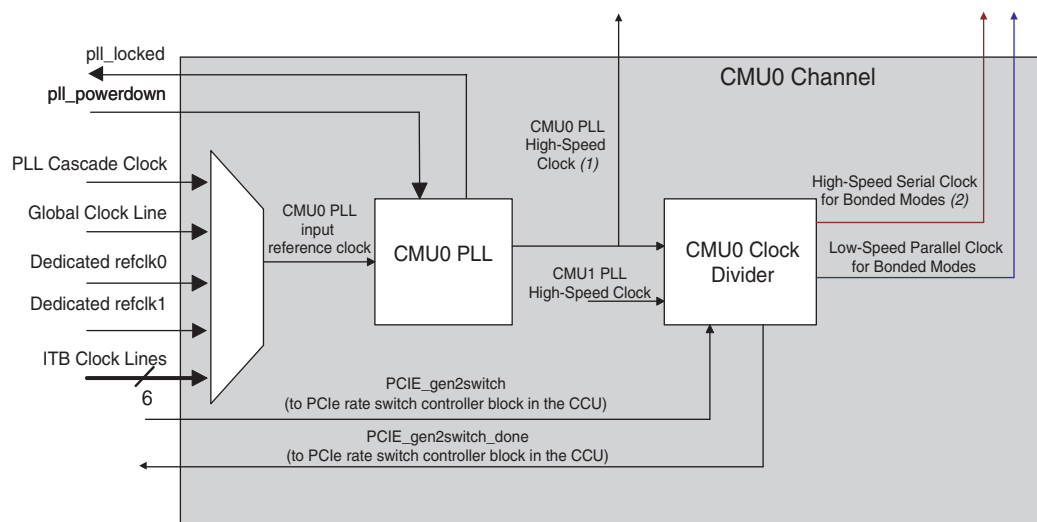 pll_locked
CMU0 Channel
pll_powerdown
CMU0 PLL
High-Speed
Clock (1)
PLL Cascade Clock
High-Speed Serial Clock
for Bonded Modes (2)
Global Clock Line
CMU0 PLL
input
reference clock
CMU0 PLL
CMU0 Clock
Divider
Low-Speed Parallel Clock
for Bonded Modes
Dedicated refclk0
CMU1 PLL
High-Speed Clock
Dedicated refclk1
ITB Clock Lines
6
PCIE_gen2switch
(to PCIe rate switch controller block in the CCU)
PCIE_gen2switch_done
(to PCIe rate switch controller block in the CCU)